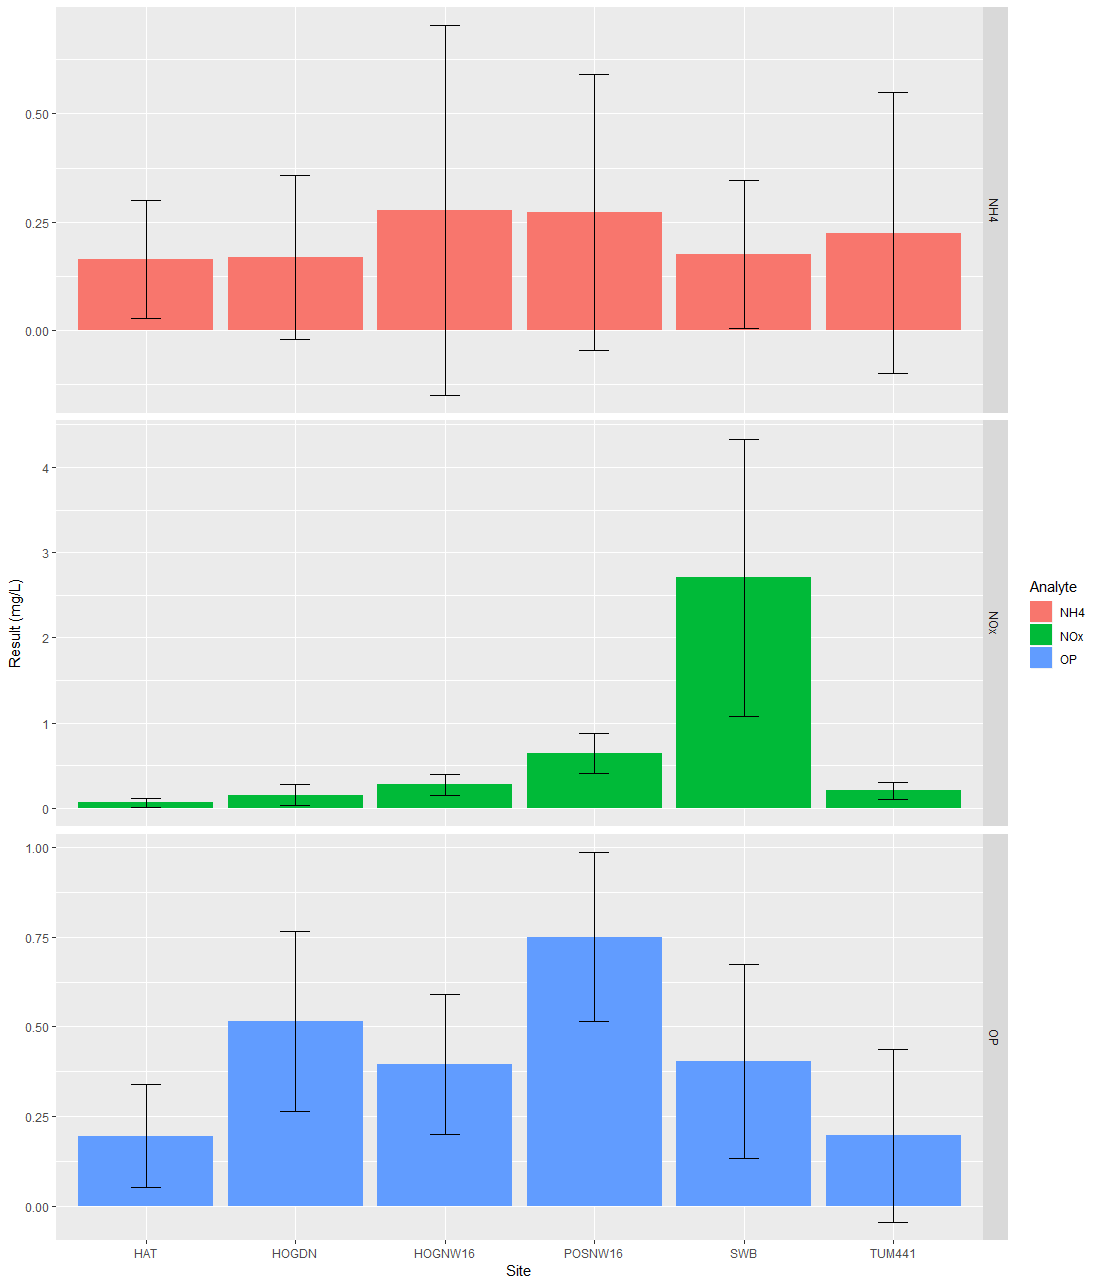 0.50
0.25
0.00
NH4
4
3
2
1
0
NOx
Result (mg/L)
1.00
0.75
0.50
0.25
0.00
OP
HAT HOGDN HOGNW16 POSNW16 SWB TUM441
Site
Analyte
NH4
NOx
OP